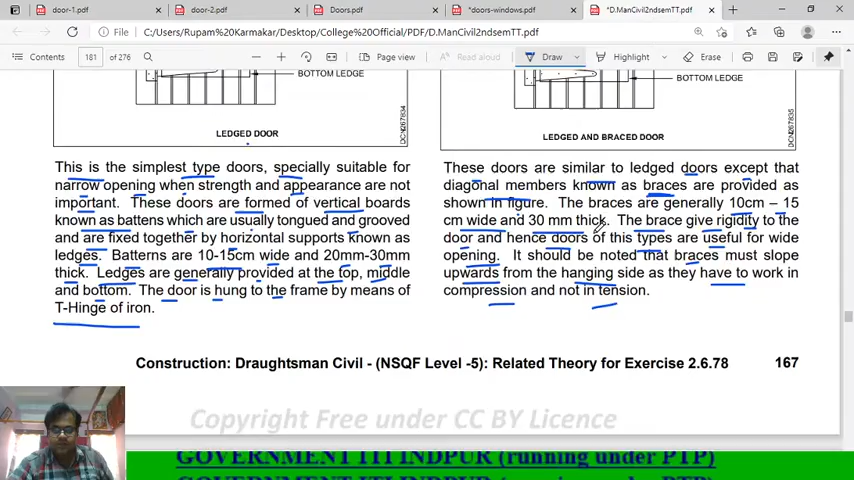 door-1.pdf
door-2.pdf
Doors.pdf
*doors-windows.pdf
*D.ManCivil2ndsemTT.pdf
File
C:/Users/Rupam%20Karmakar/Desktop/College%20Official/PDF/D.ManCivil2ndsemTT.pdf
Contents
181 of 276
Page view
Read aloud
Draw
Highlight
Erase
BOTTOM LEDGE
LEDGED DOOR
DCN267834
This is the simplest type doors, specially suitable for
narrow opening when strength and appearance are not
important. These doors are formed of vertical boards
known as battens which are usually tongued and grooved
and are fixed together by horizontal supports known as
ledges. Batterns are 10-15cm wide and 20mm-30mm
thick. Ledges are generally provided at the top, middle
and bottom. The door is hung to the frame by means of
T-Hinge of iron.
BOTTOM LEDGE
LEDGED AND BRACED DOOR
DCN267835
These doors are similar to ledged doors except that
diagonal members known as braces are provided as
shown in figure. The braces are generally 10cm – 15
cm wide and 30 mm thick. The brace give rigidity to the
door and hence doors of this types are useful for wide
opening. It should be noted that braces must slope
upwards from the hanging side as they have to work in
compression and not in tension.
Construction: Draughtsman Civil - (NSQF Level -5): Related Theory for Exercise 2.6.78
167
Copyright Free under CC BY Licence
GOVERNMENT ITI INDPUR (running under PTP)
GOVERNMENT ITI INDPUR (running under PTP)